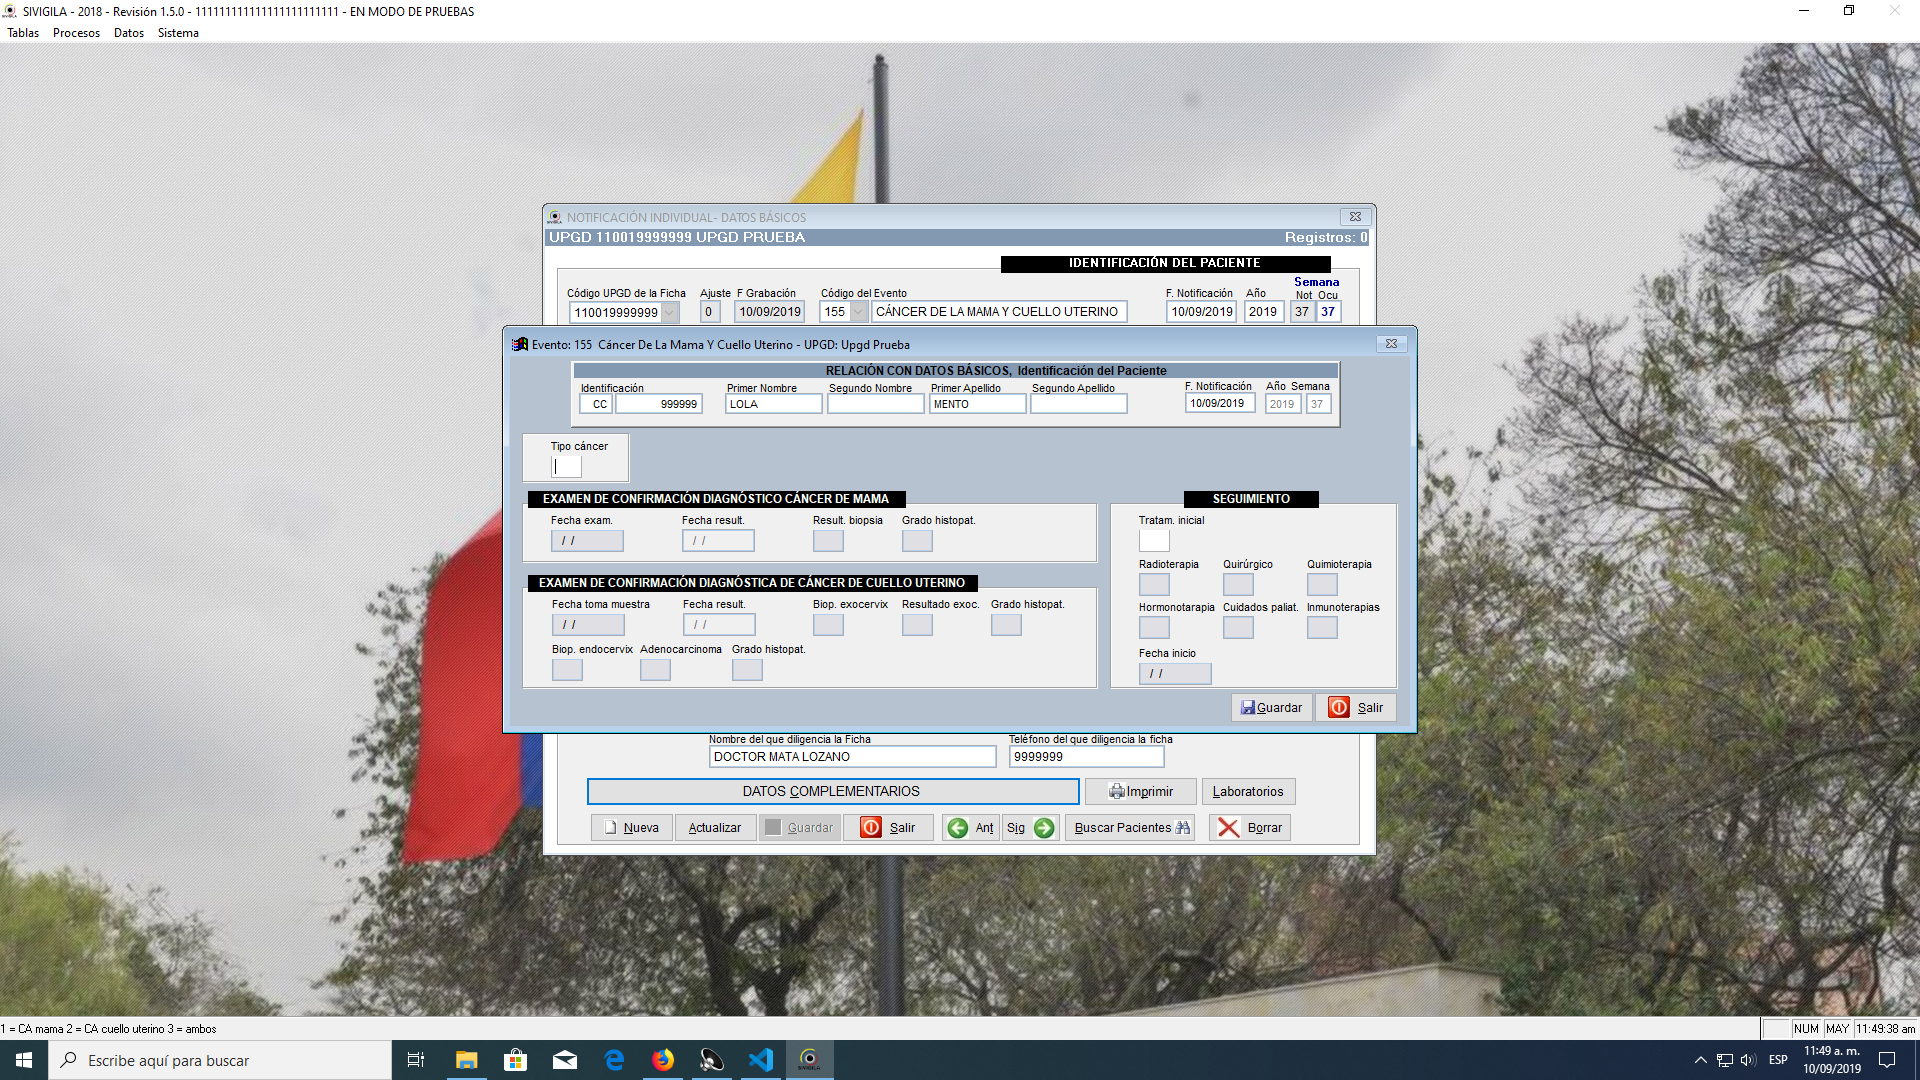 SIVIGILA - 2018 - Revisión 1.5.0 - 111111111111111111111111 - EN MODO DE PRUEBAS
Tablas Procesos Datos Sistema
NOTIFICACIÓN INDIVIDUAL- DATOS BÁSICOS
UPGD 110019999999 UPGD PRUEBA Registros: 0
IDENTIFICACIÓN DEL PACIENTE
Semana
Código UPGD de la Ficha Ajuste F Grabación Código del Evento F. Notificación Año Not Ocu
110019999999 0 10/09/2019 155 CÁNCER DE LA MAMA Y CUELLO UTERINO 10/09/2019 2019 37 37
Evento: 155 Cáncer De La Mama Y Cuello Uterino - UPGD: Upgd Prueba
RELACIÓN CON DATOS BÁSICOS, Identificación del Paciente
Identificación Primer Nombre Segundo Nombre Primer Apellido Segundo Apellido F. Notificación Año Semana
CC 999999 LOLA MENTO 10/09/2019 2019 37
Tipo cáncer
EXAMEN DE CONFIRMACIÓN DIAGNÓSTICO CÁNCER DE MAMA
Fecha exam. Fecha result. Result. biopsia Grado histopat.
/ / / /
EXAMEN DE CONFIRMACIÓN DIAGNÓSTICA DE CÁNCER DE CUELLO UTERINO
Fecha toma muestra Fecha result. Biop. exocervix Resultado exoc. Grado histopat.
/ / / /
Biop. endocervix Adenocarcinoma Grado histopat.
SEGUIMIENTO
Tratam. inicial
Radioterapia Quirúrgico Quimioterapia
Hormonotarapia Cuidados paliat. Inmunoterapias
Fecha inicio
/ /
Guardar Salir
Nombre del que diligencia la Ficha Teléfono del que diligencia la ficha
DOCTOR MATA LOZANO 9999999
DATOS COMPLEMENTARIOS Imprimir Laboratorios
Nueva Actualizar Guardar Salir Ant Sig Buscar Pacientes Borrar
1 = CA mama 2 = CA cuello uterino 3 = ambos NUM MAY 11:49:38 am
Escribe aquí para buscar ESP 11:49 a. m.
10/09/2019